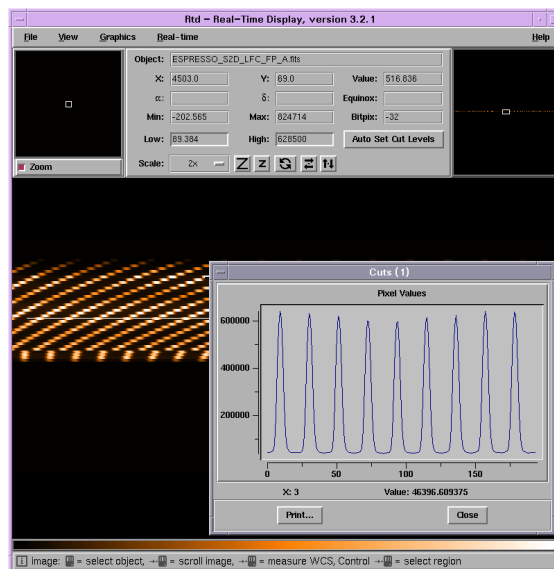 Rtd - Real-Time Display, version 3.2.1
File View Graphics Real-time Help
Object: ESPRESSO_S2D_LFC_FP_A.fits
X: 4503.0 Y: 69.0 Value: 516.836
α: δ: Equinox:
Min: -202.565 Max: 824714 Bitpix: -32
Low: 89.384 High: 628500 Auto Set Cut Levels
Zoom Scale: 2x Z z
Cuts (1)
Pixel Values
600000
400000
200000
0 50 100 150
X: 3 Value: 46396.609375
Print... Close
image: = select object, = scroll image, = measure WCS, Control = select region